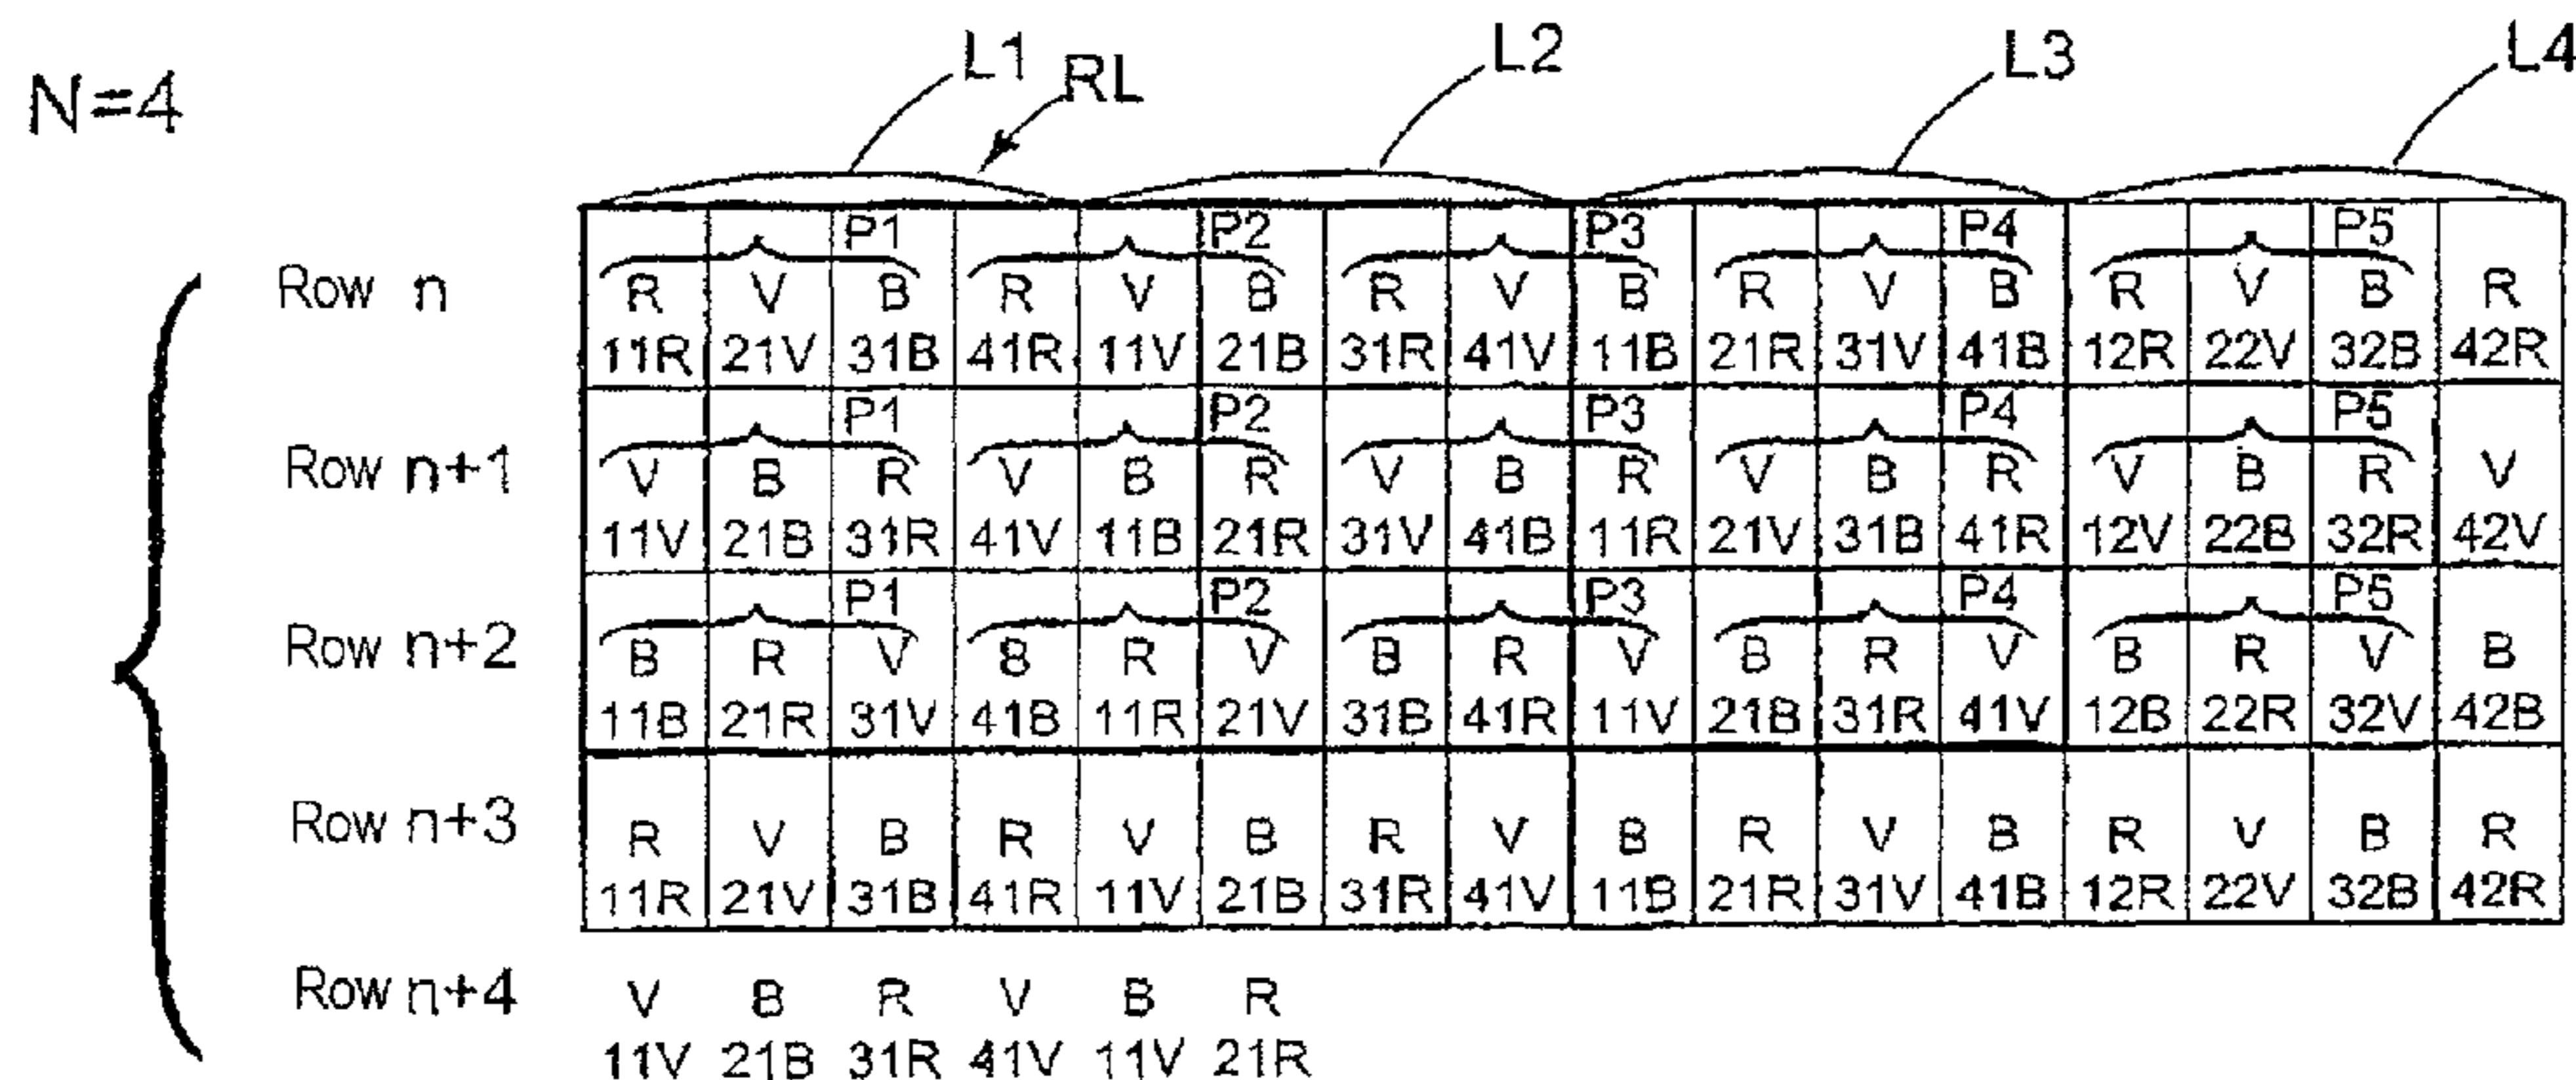 L1 RL L2 L3 L4
N=4
P1 P2 P3 P4 P5
Row n R V B R V B R V B R V B R V B R
11R 21V 31B 41R 11V 21B 31R 41V 11B 21R 31V 41B 12R 22V 32B 42R
P1 P2 P3 P4 P5
Row n+1 V B R V B R V B R V B R V B R V
11V 21B 31R 41V 11B 21R 31V 41B 11R 21V 31B 41R 12V 22B 32R 42V
P1 P2 P3 P4 P5
Row n+2 B R V B R V B R V B R V B R V B
11B 21R 31V 41B 11R 21V 31B 41R 11V 21B 31R 41V 12B 22R 32V 42B
Row n+3 R V B R V B R V B R V B R V B R
11R 21V 31B 41R 11V 21B 31R 41V 11B 21R 31V 41B 12R 22V 32B 42R
Row n+4 V B R V B R
11V 21B 31R 41V 11V 21R